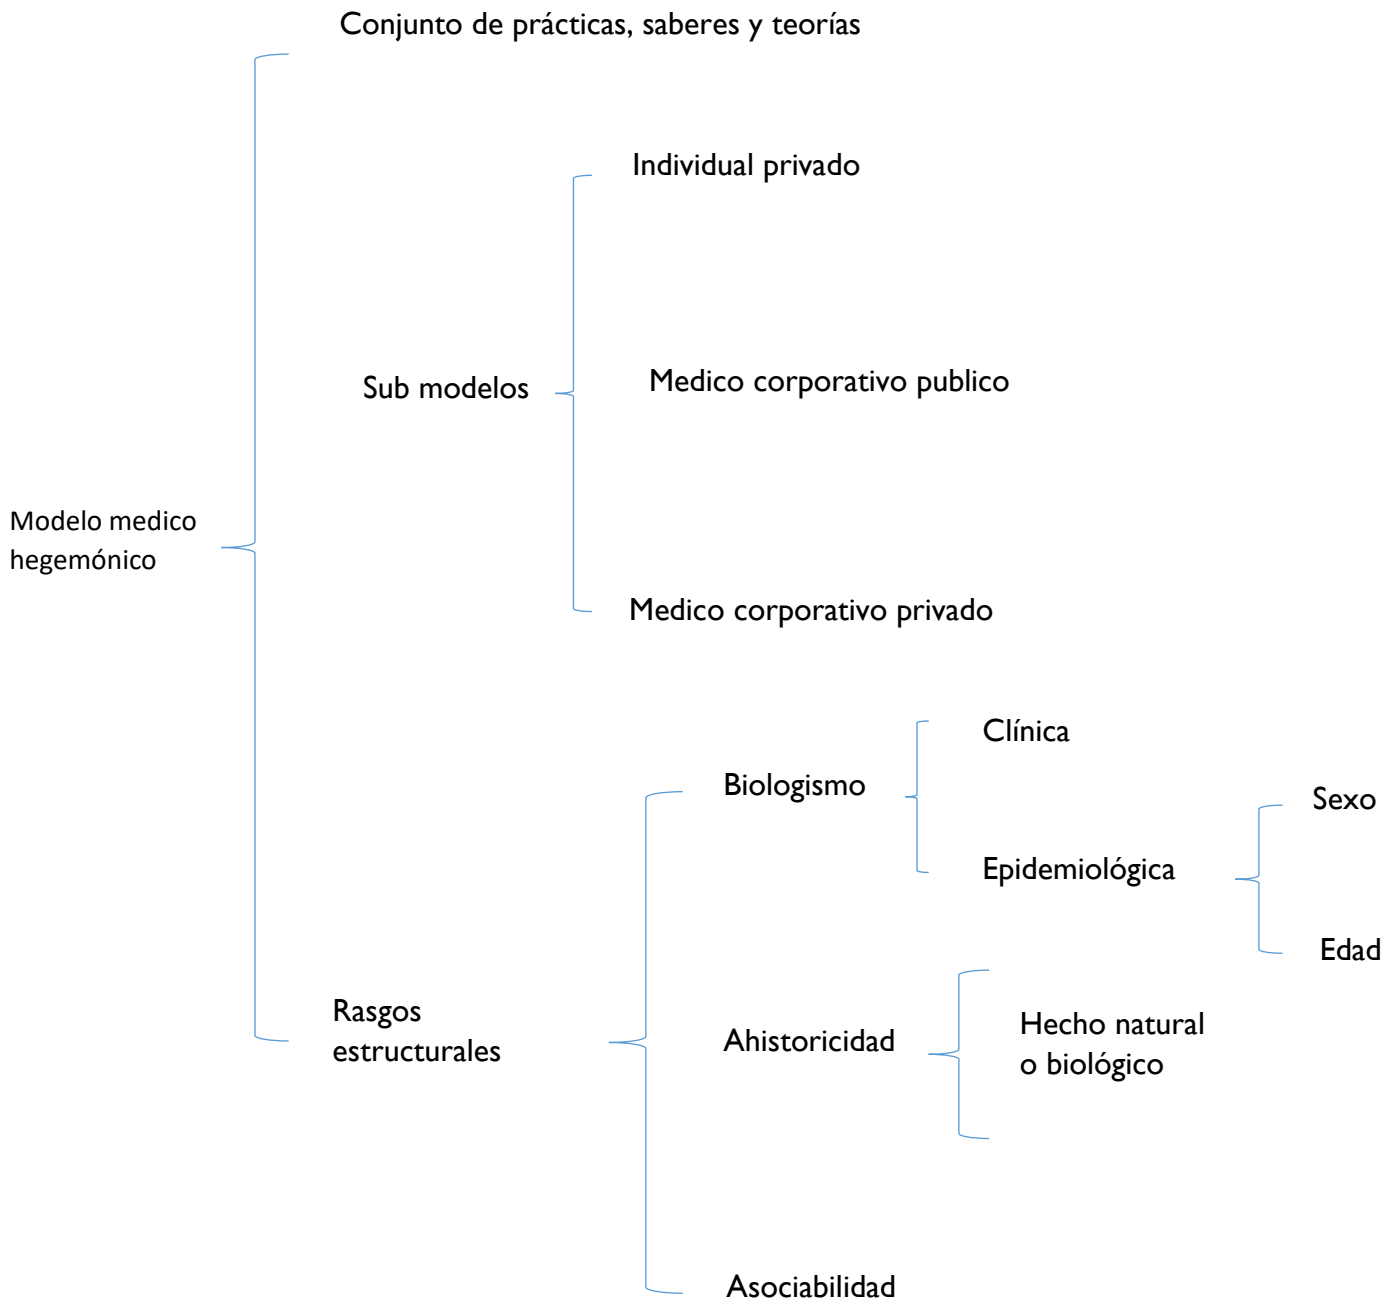 Conjunto de prácticas, saberes y teorías
Individual privado
Sub modelos
Medico corporativo publico
Modelo medico
hegemónico
Medico corporativo privado
Clínica
Biologismo
Sexo
Epidemiológica
Edad
Rasgos
estructurales
Ahistoricidad
Hecho natural
o biológico
Asociabilidad